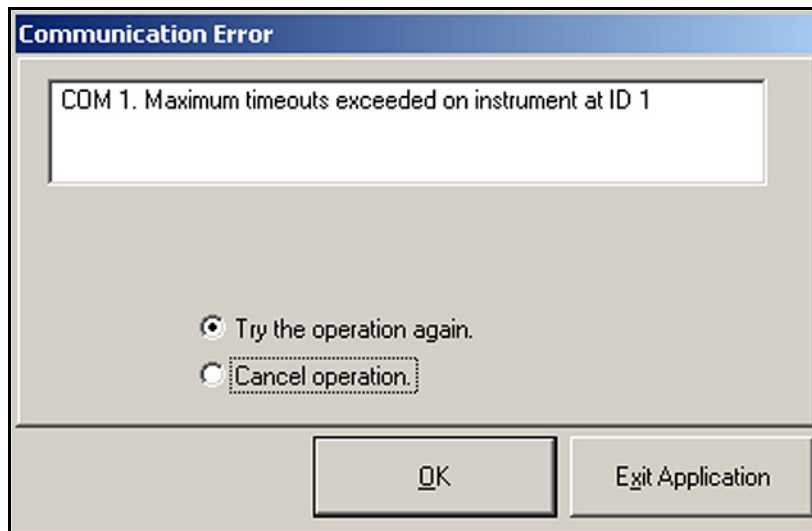 Communication Error
COM 1. Maximum timeouts exceeded on instrument at ID 1
Try the operation again.
Cancel operation.
OK
Exit Application